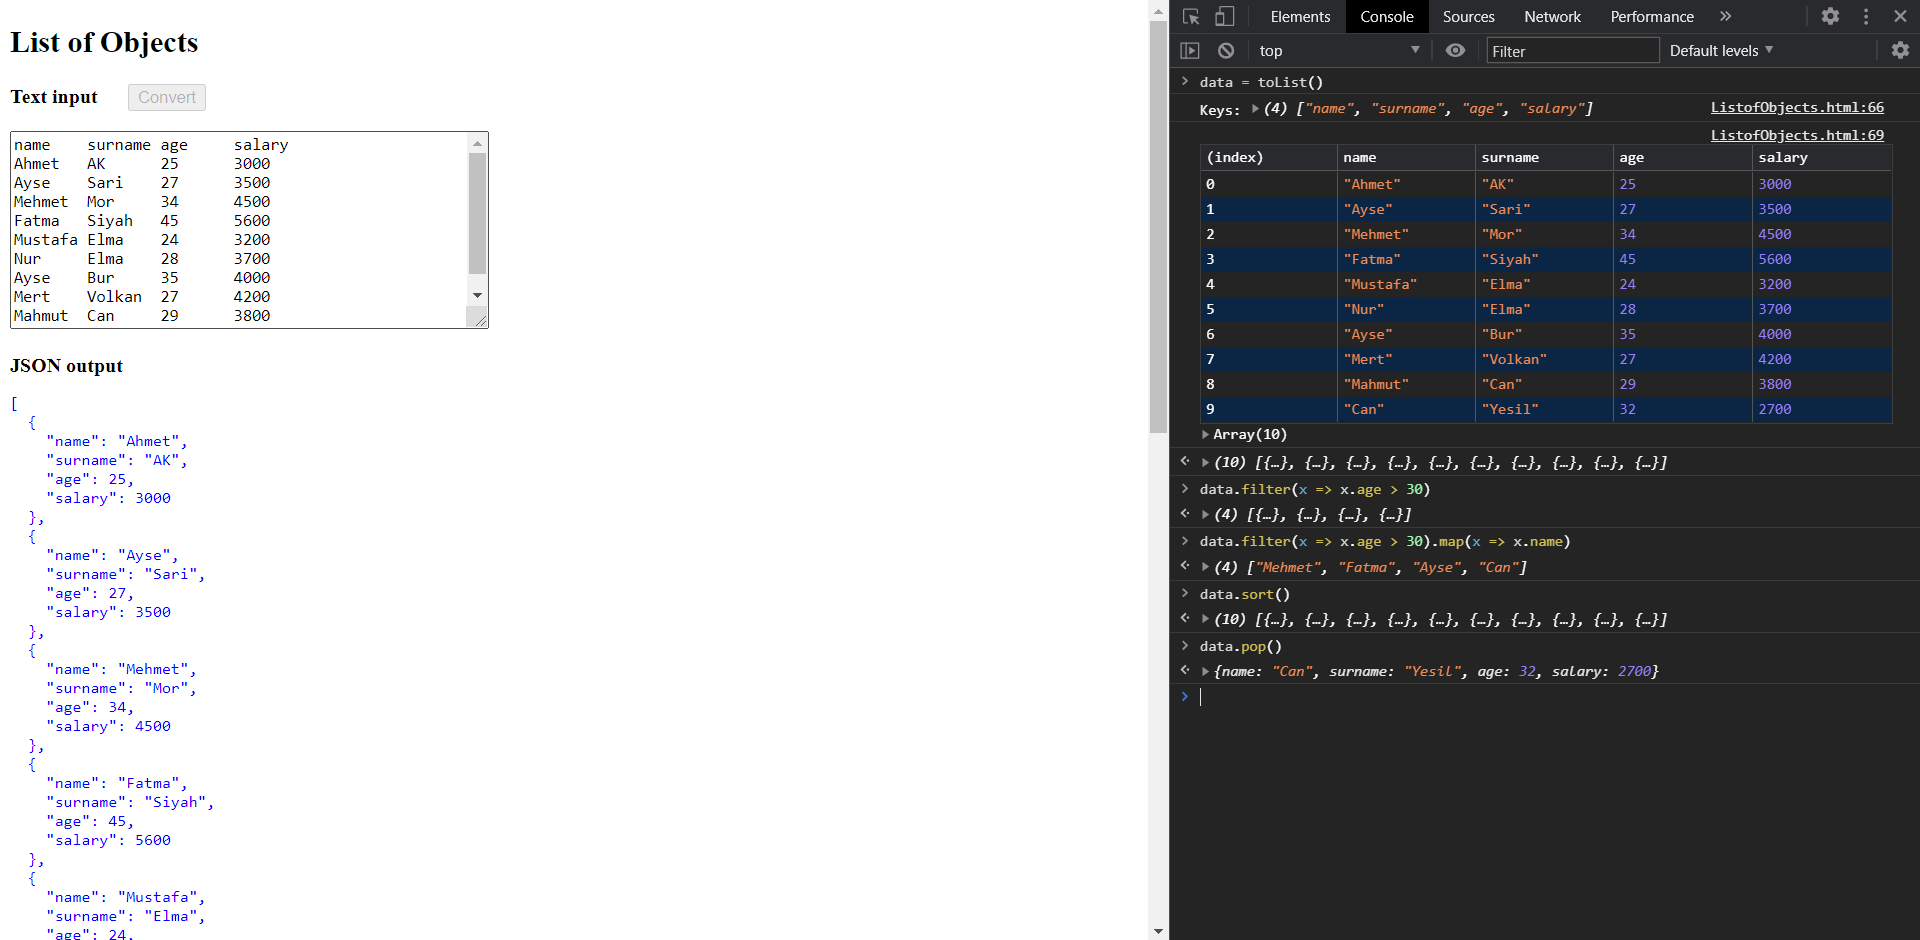 List of Objects
Text input Convert
name surname age salary
Ahmet AK 25 3000
Ayse Sari 27 3500
Mehmet Mor 34 4500
Fatma Siyah 45 5600
Mustafa Elma 24 3200
Nur Elma 28 3700
Ayse Bur 35 4000
Mert Volkan 27 4200
Mahmut Can 29 3800
JSON output
[
{
"name": "Ahmet",
"surname": "AK",
"age": 25,
"salary": 3000
},
{
"name": "Ayse",
"surname": "Sari",
"age": 27,
"salary": 3500
},
{
"name": "Mehmet",
"surname": "Mor",
"age": 34,
"salary": 4500
},
{
"name": "Fatma",
"surname": "Siyah",
"age": 45,
"salary": 5600
},
{
"name": "Mustafa",
"surname": "Elma",
"age": 24,
Elements Console Sources Network Performance »
top Filter Default levels
> data = toList()
Keys: (4) ["name", "surname", "age", "salary"] ListofObjects.html:66
ListofObjects.html:69
(index) name surname age salary
0 "Ahmet" "AK" 25 3000
1 "Ayse" "Sari" 27 3500
2 "Mehmet" "Mor" 34 4500
3 "Fatma" "Siyah" 45 5600
4 "Mustafa" "Elma" 24 3200
5 "Nur" "Elma" 28 3700
6 "Ayse" "Bur" 35 4000
7 "Mert" "Volkan" 27 4200
8 "Mahmut" "Can" 29 3800
9 "Can" "Yesil" 32 2700
Array(10)
(10) [{…}, {…}, {…}, {…}, {…}, {…}, {…}, {…}, {…}, {…}]
> data.filter(x => x.age > 30)
(4) [{…}, {…}, {…}, {…}]
> data.filter(x => x.age > 30).map(x => x.name)
(4) ["Mehmet", "Fatma", "Ayse", "Can"]
> data.sort()
(10) [{…}, {…}, {…}, {…}, {…}, {…}, {…}, {…}, {…}, {…}]
> data.pop()
{name: "Can", surname: "Yesil", age: 32, salary: 2700}
>